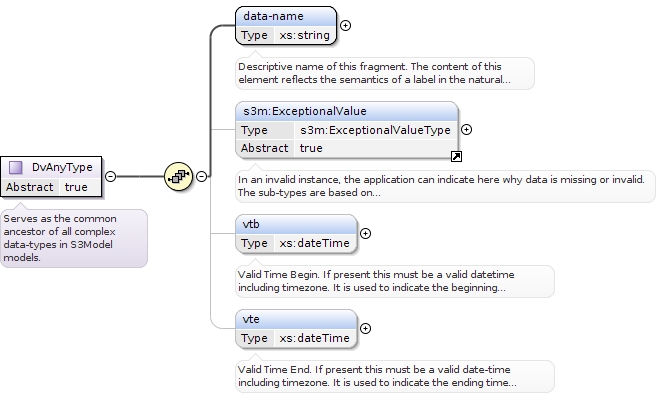 data-name
Type xs:string
Descriptive name of this fragment. The content of this
element reflects the semantics of a label in the natural...
s3m:ExceptionalValue
Type s3m:ExceptionalValueType
Abstract true
In an invalid instance, the application can indicate here why data is missing or invalid.
The sub-types are based on...
DvAnyType
Abstract true
Serves as the common
ancestor of all complex
data-types in S3Model
models.
vtb
Type xs:dateTime
Valid Time Begin. If present this must be a valid datetime
including timezone. It is used to indicate the beginning...
vte
Type xs:dateTime
Valid Time End. If present this must be a valid date-time
including timezone. It is used to indicate the ending time...